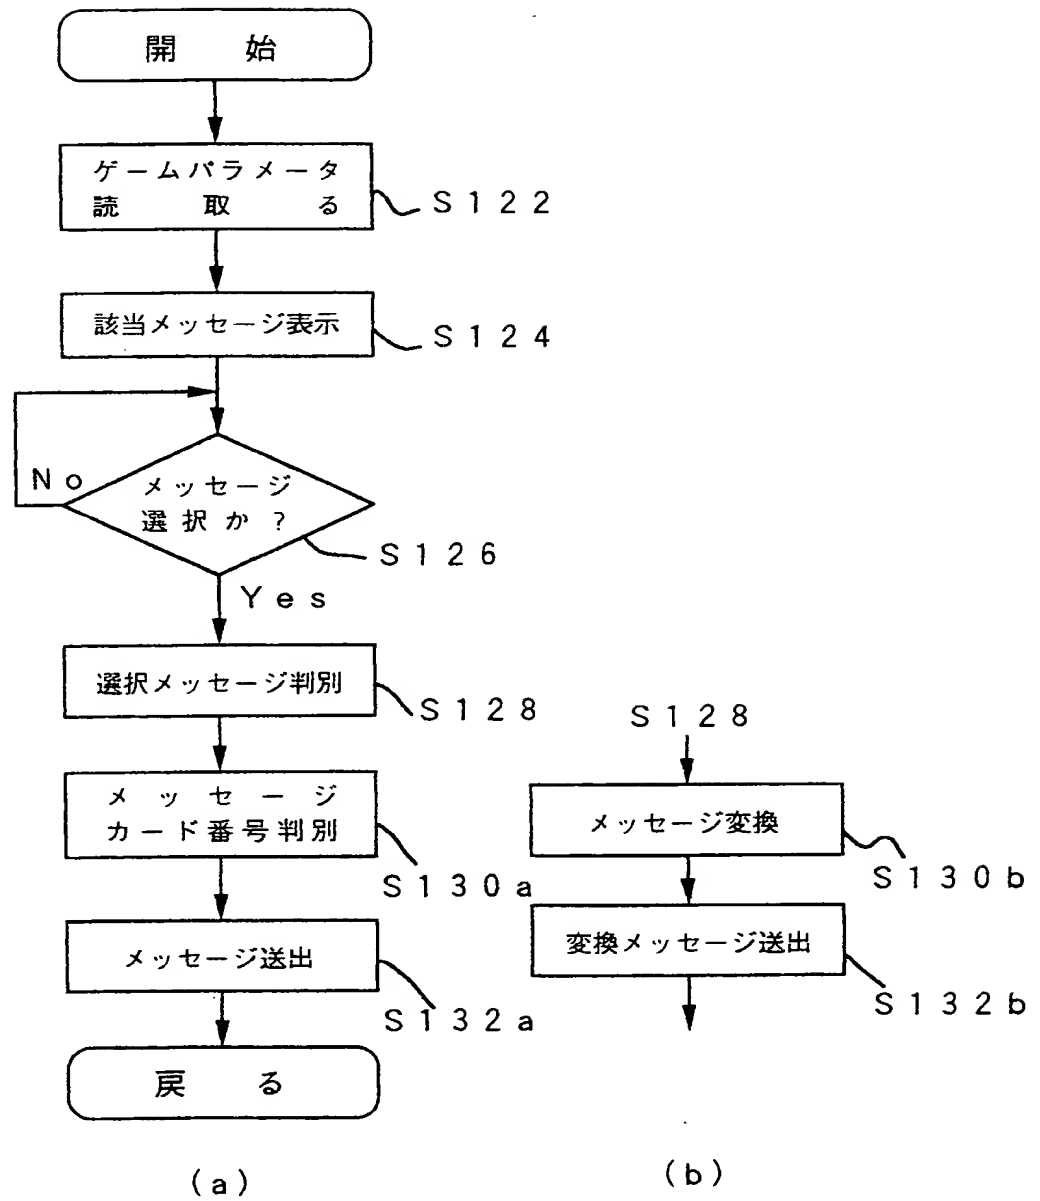 開始
ゲームパラメータ
読取る
S122
該当メッセージ表示
S124
No
メッセージ
選択か?
S126
Yes
選択メッセージ判別
S128
メッセージ
カード番号判別
S130a
メッセージ送出
S132a
戻る
(a)
S128
メッセージ変換
S130b
変換メッセージ送出
S132b
(b)